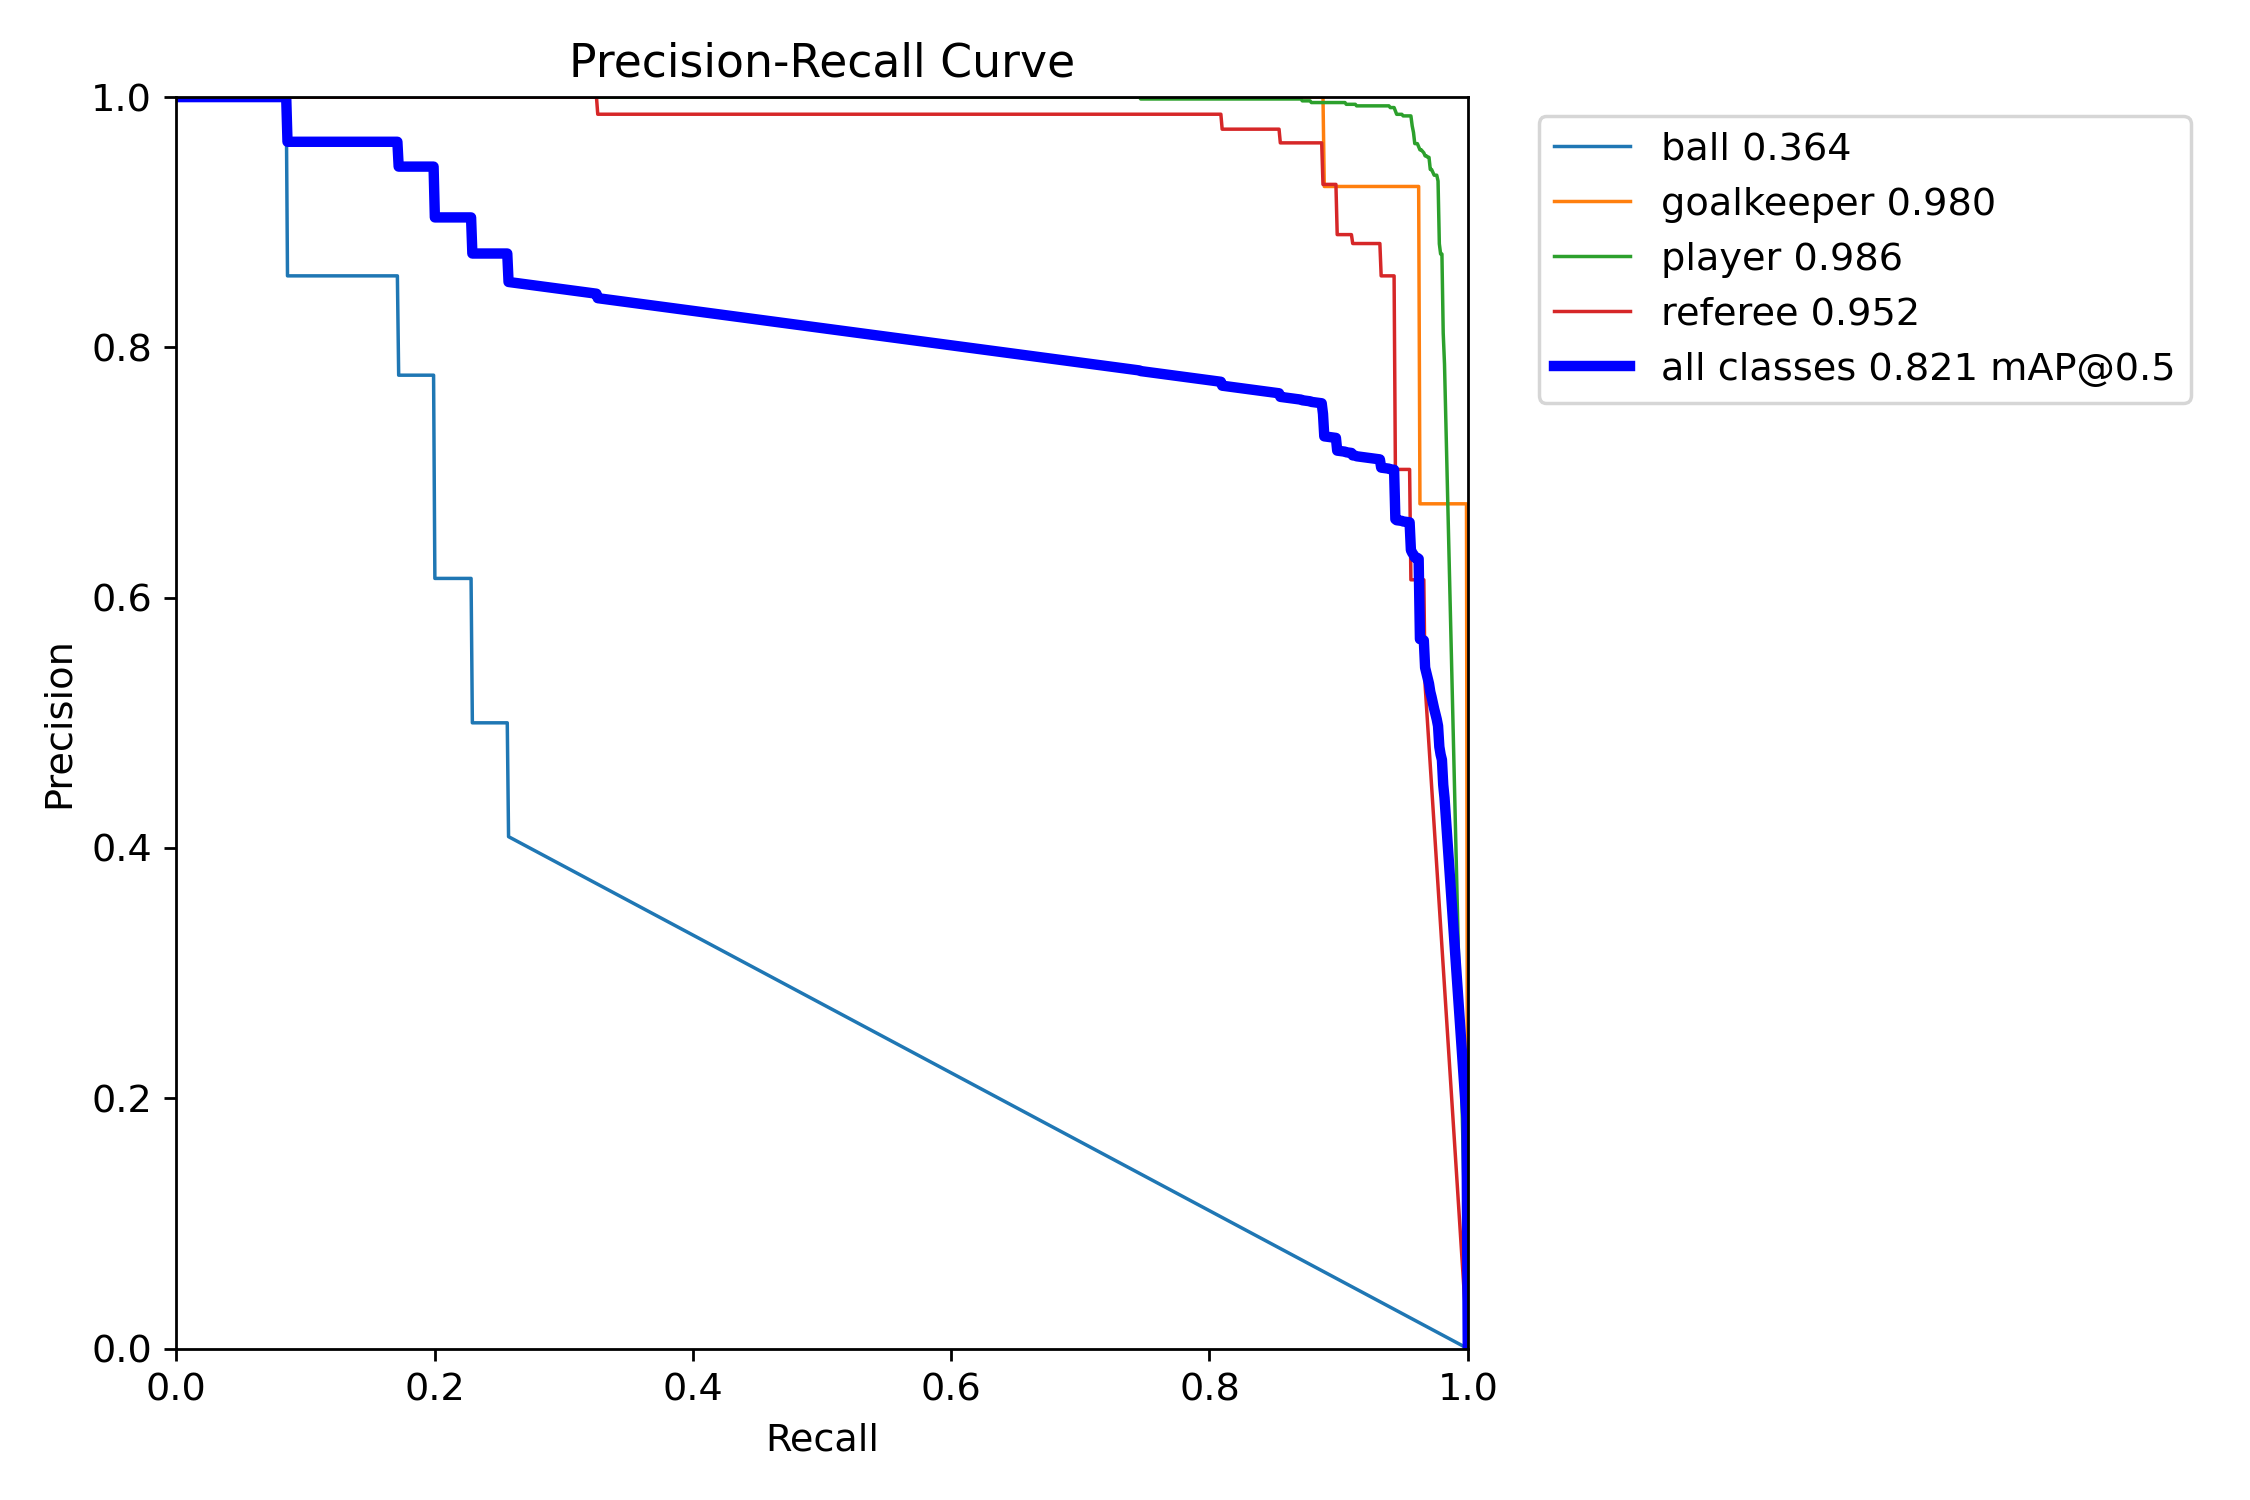 Precision-Recall Curve
1.0
0.8
0.6
0.4
0.2
0.0
Precision
0.0 0.2 0.4 0.6 0.8 1.0
Recall
ball 0.364
goalkeeper 0.980
player 0.986
referee 0.952
all classes 0.821 mAP@0.5